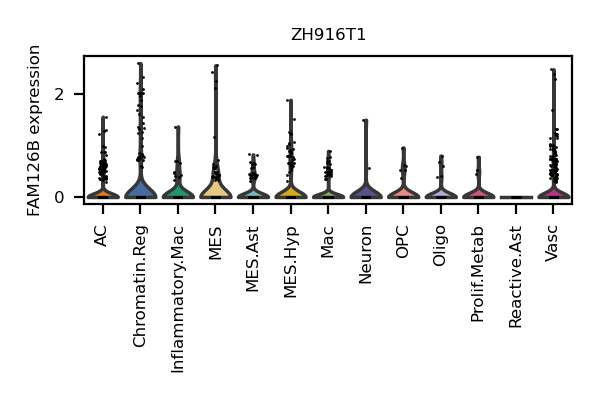 ZH916T1
FAM126B expression
2
0
AC
Chromatin.Reg
Inflammatory.Mac
MES
MES.Ast
MES.Hyp
Mac
Neuron
OPC
Oligo
Prolif.Metab
Reactive.Ast
Vasc